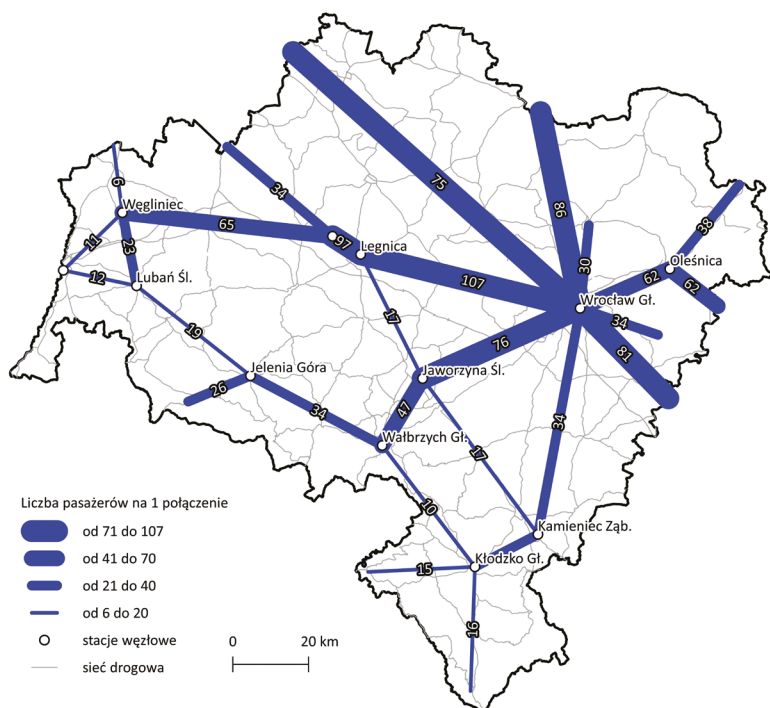 75
86
38
34
6
Węgliniec
65
97
Legnica
30
Oleśnica
11
23
62
62
107
12
Lubań Śl.
Wrocław Gł.
34
17
19
76
81
Jelenia Góra
Jaworzyna Śl.
26
34
47
34
Wałbrzych Gł.
17
10
Kamieniec Ząb.
Kłodzko Gł.
15
16
Liczba pasażerów na 1 połączenie
od 71 do 107
od 41 do 70
od 21 do 40
od 6 do 20
stacje węzłowe
sieć drogowa
0 20 km